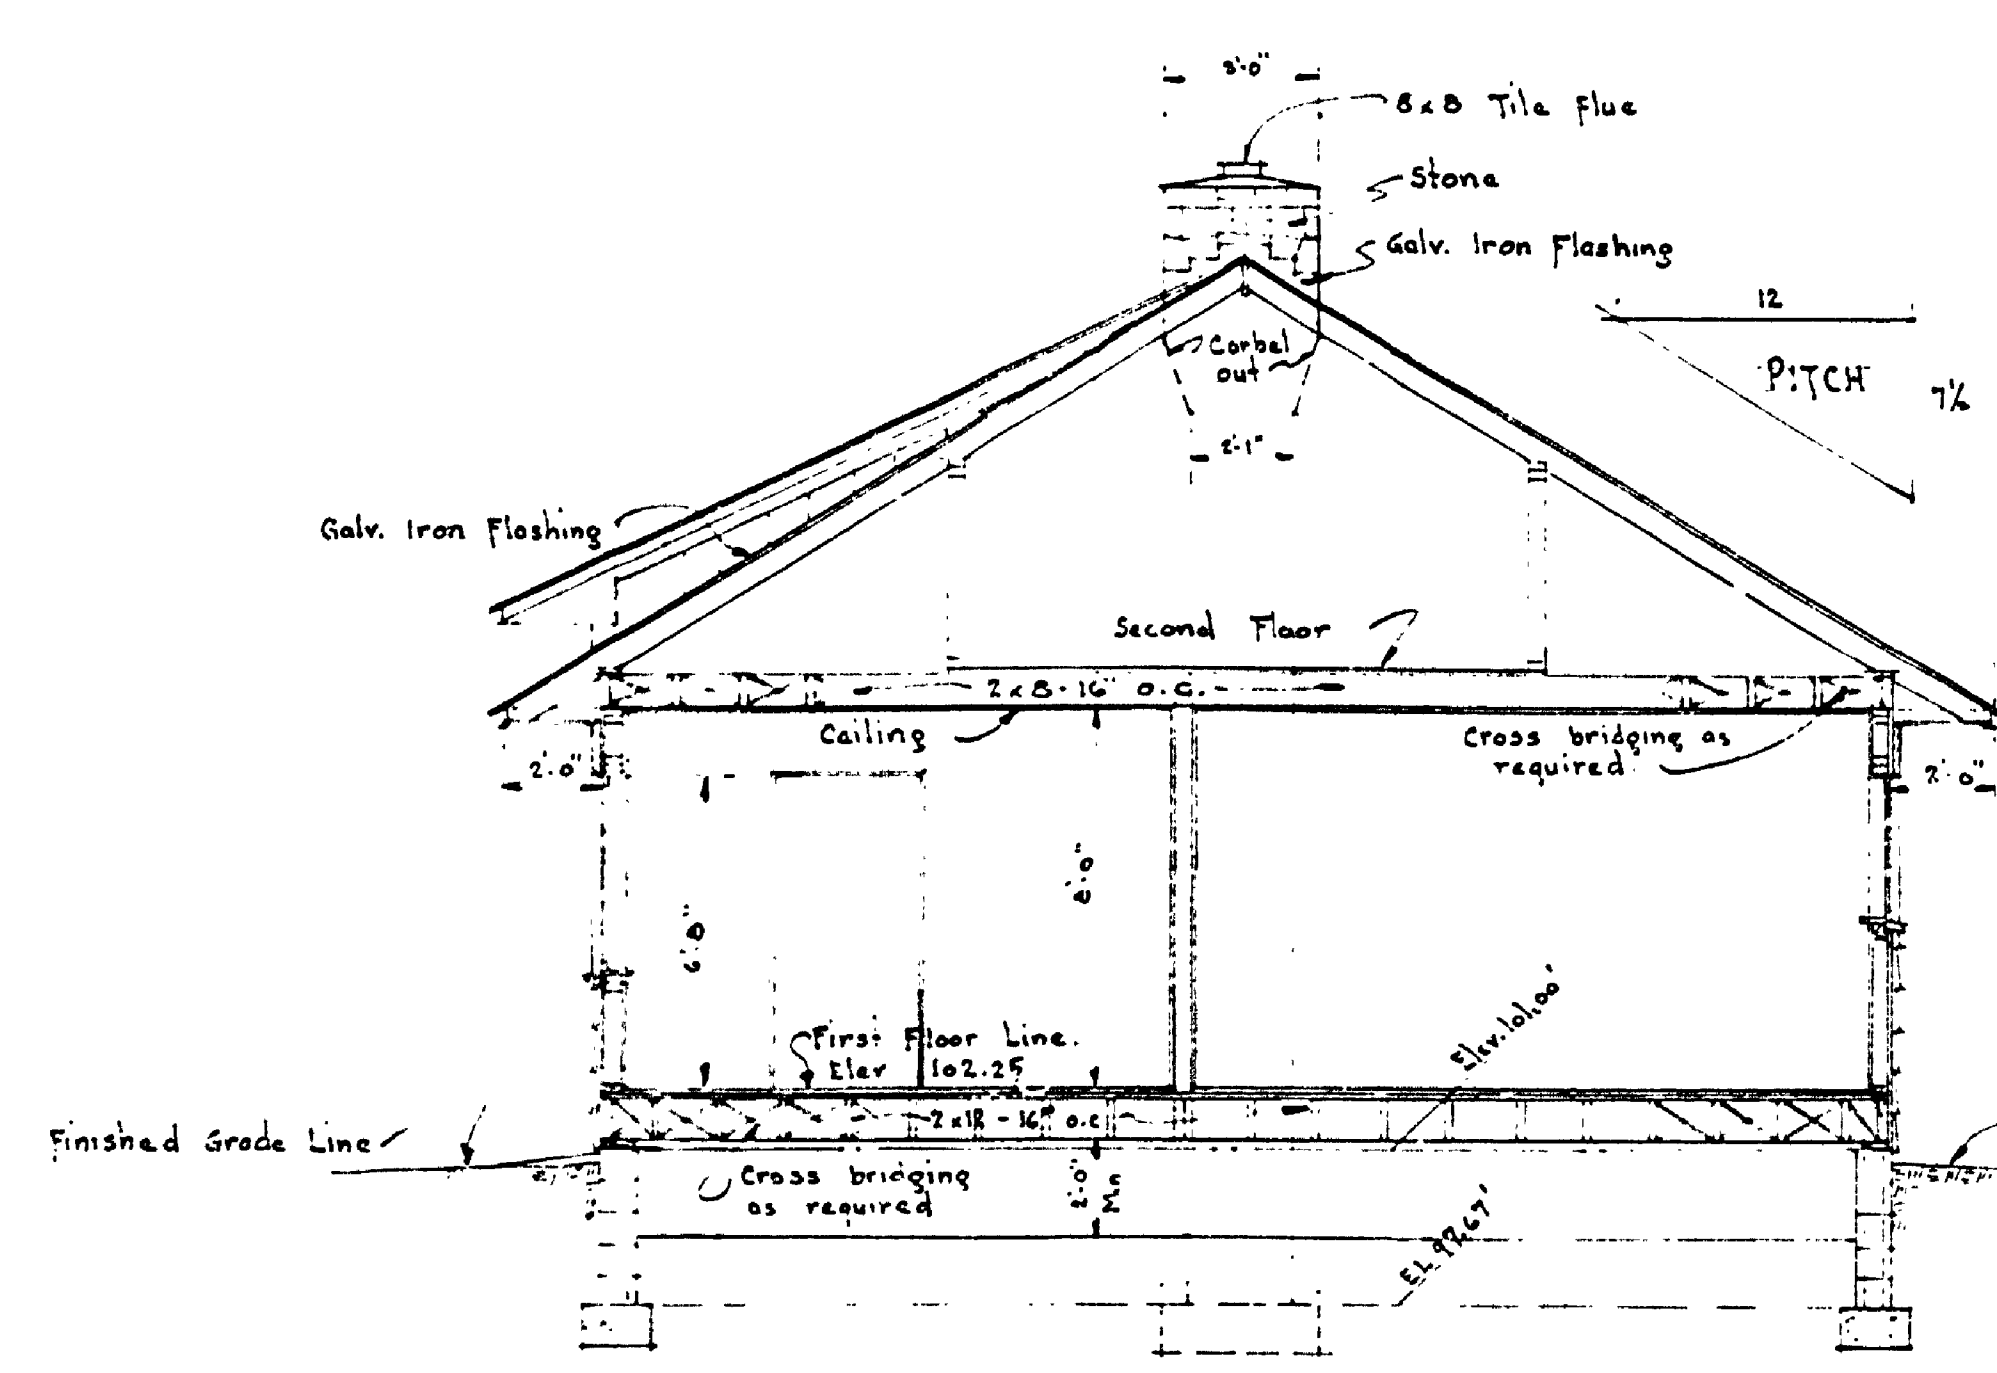 3'-0"
8x8 Tile Flue
Stone
Galv. Iron Flashing
12
PITCH
7½
Corbel
out
2'-1"
Galv. Iron Flashing
Second Floor
2x8-16" o.c.
Ceiling
Cross bridging as
required.
2'-0"
2'-0"
8'-0"
6'-8"
Elev. 101.00'
First Floor Line.
Elev 102.25
2x12 - 16" o.c
Finished Grade Line
Cross bridging
as required
2'-0"
Min
El. 97.67'